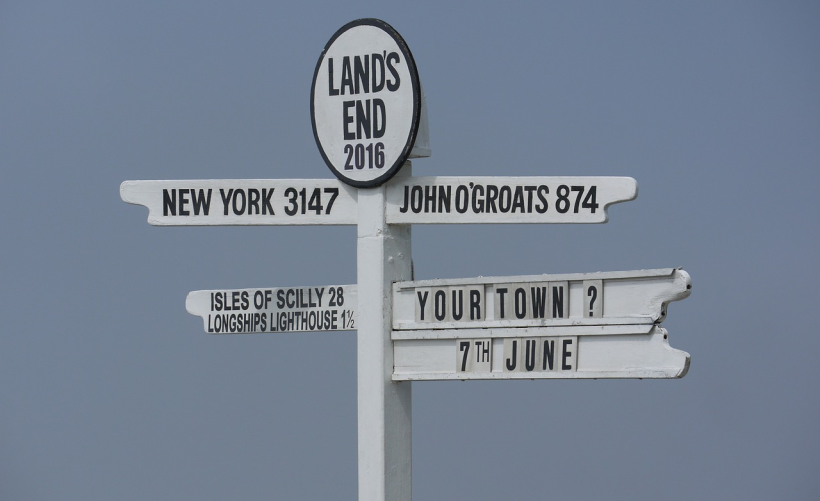 LAND'S
END
2016
NEW YORK 3147
JOHN O'GROATS 874
ISLES OF SCILLY 28
LONGSHIPS LIGHTHOUSE 1½
YOUR TOWN ?
7TH JUNE